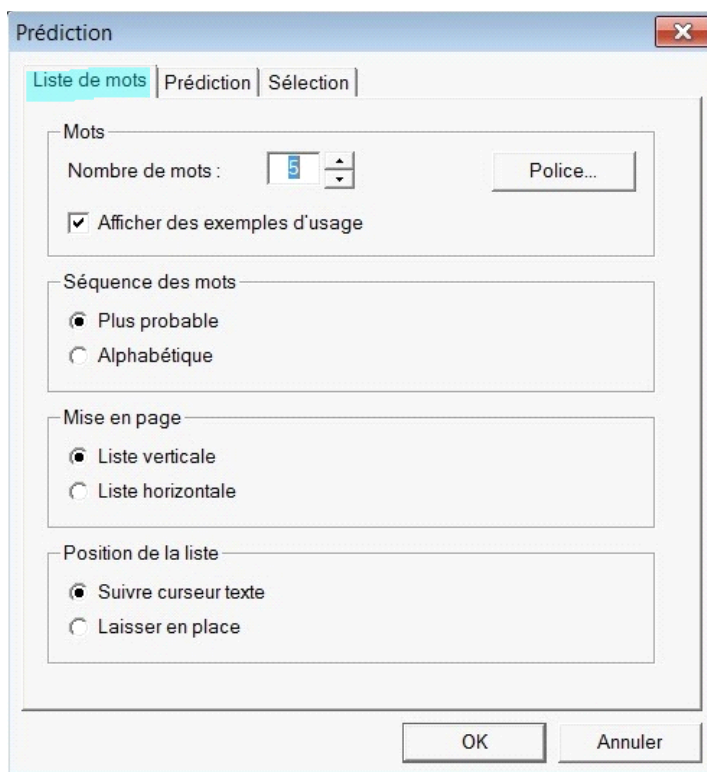 Prédiction
Liste de mots Prédiction Sélection
Mots
Nombre de mots : 5 Police...
Afficher des exemples d'usage
Séquence des mots
Plus probable
Alphabétique
Mise en page
Liste verticale
Liste horizontale
Position de la liste
Suivre curseur texte
Laisser en place
OK Annuler